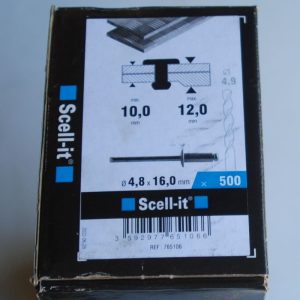 Scell-it®
min.
max.
10,0
12,0
mm
mm
Ø
4,9
Ø 4,8 x 16,0 mm
x 500
Scell-it®
3 592977 651066
REF : 765106